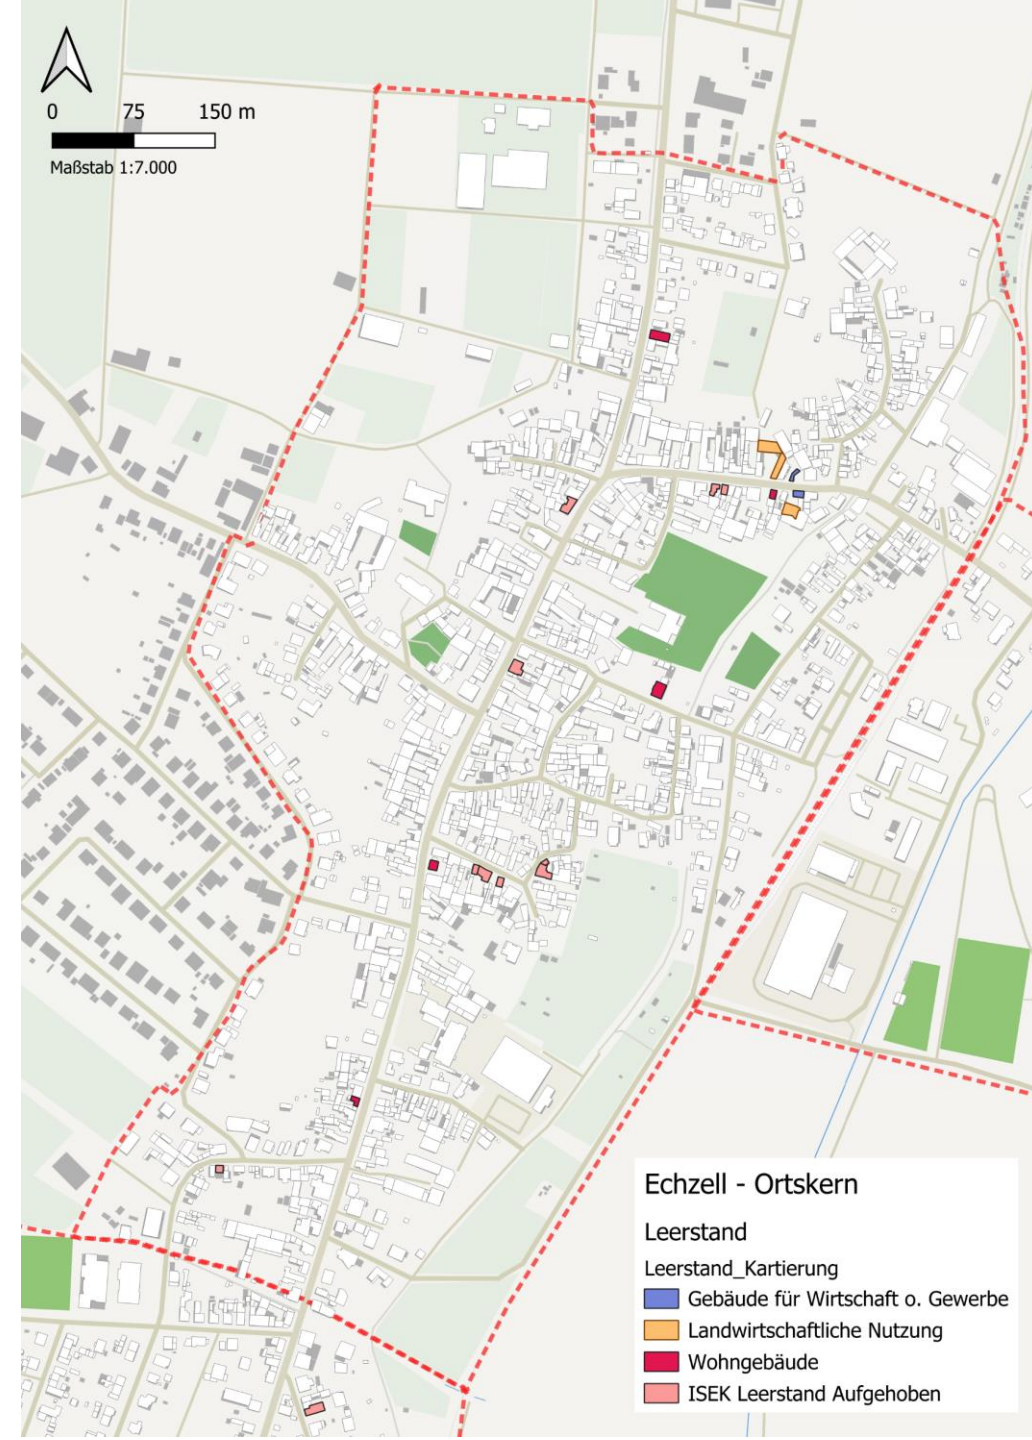 0 75 150 m
Maßstab 1:7.000
Echzell - Ortskern
Leerstand
Leerstand_Kartierung
Gebäude für Wirtschaft o. Gewerbe
Landwirtschaftliche Nutzung
Wohngebäude
ISEK Leerstand Aufgehoben